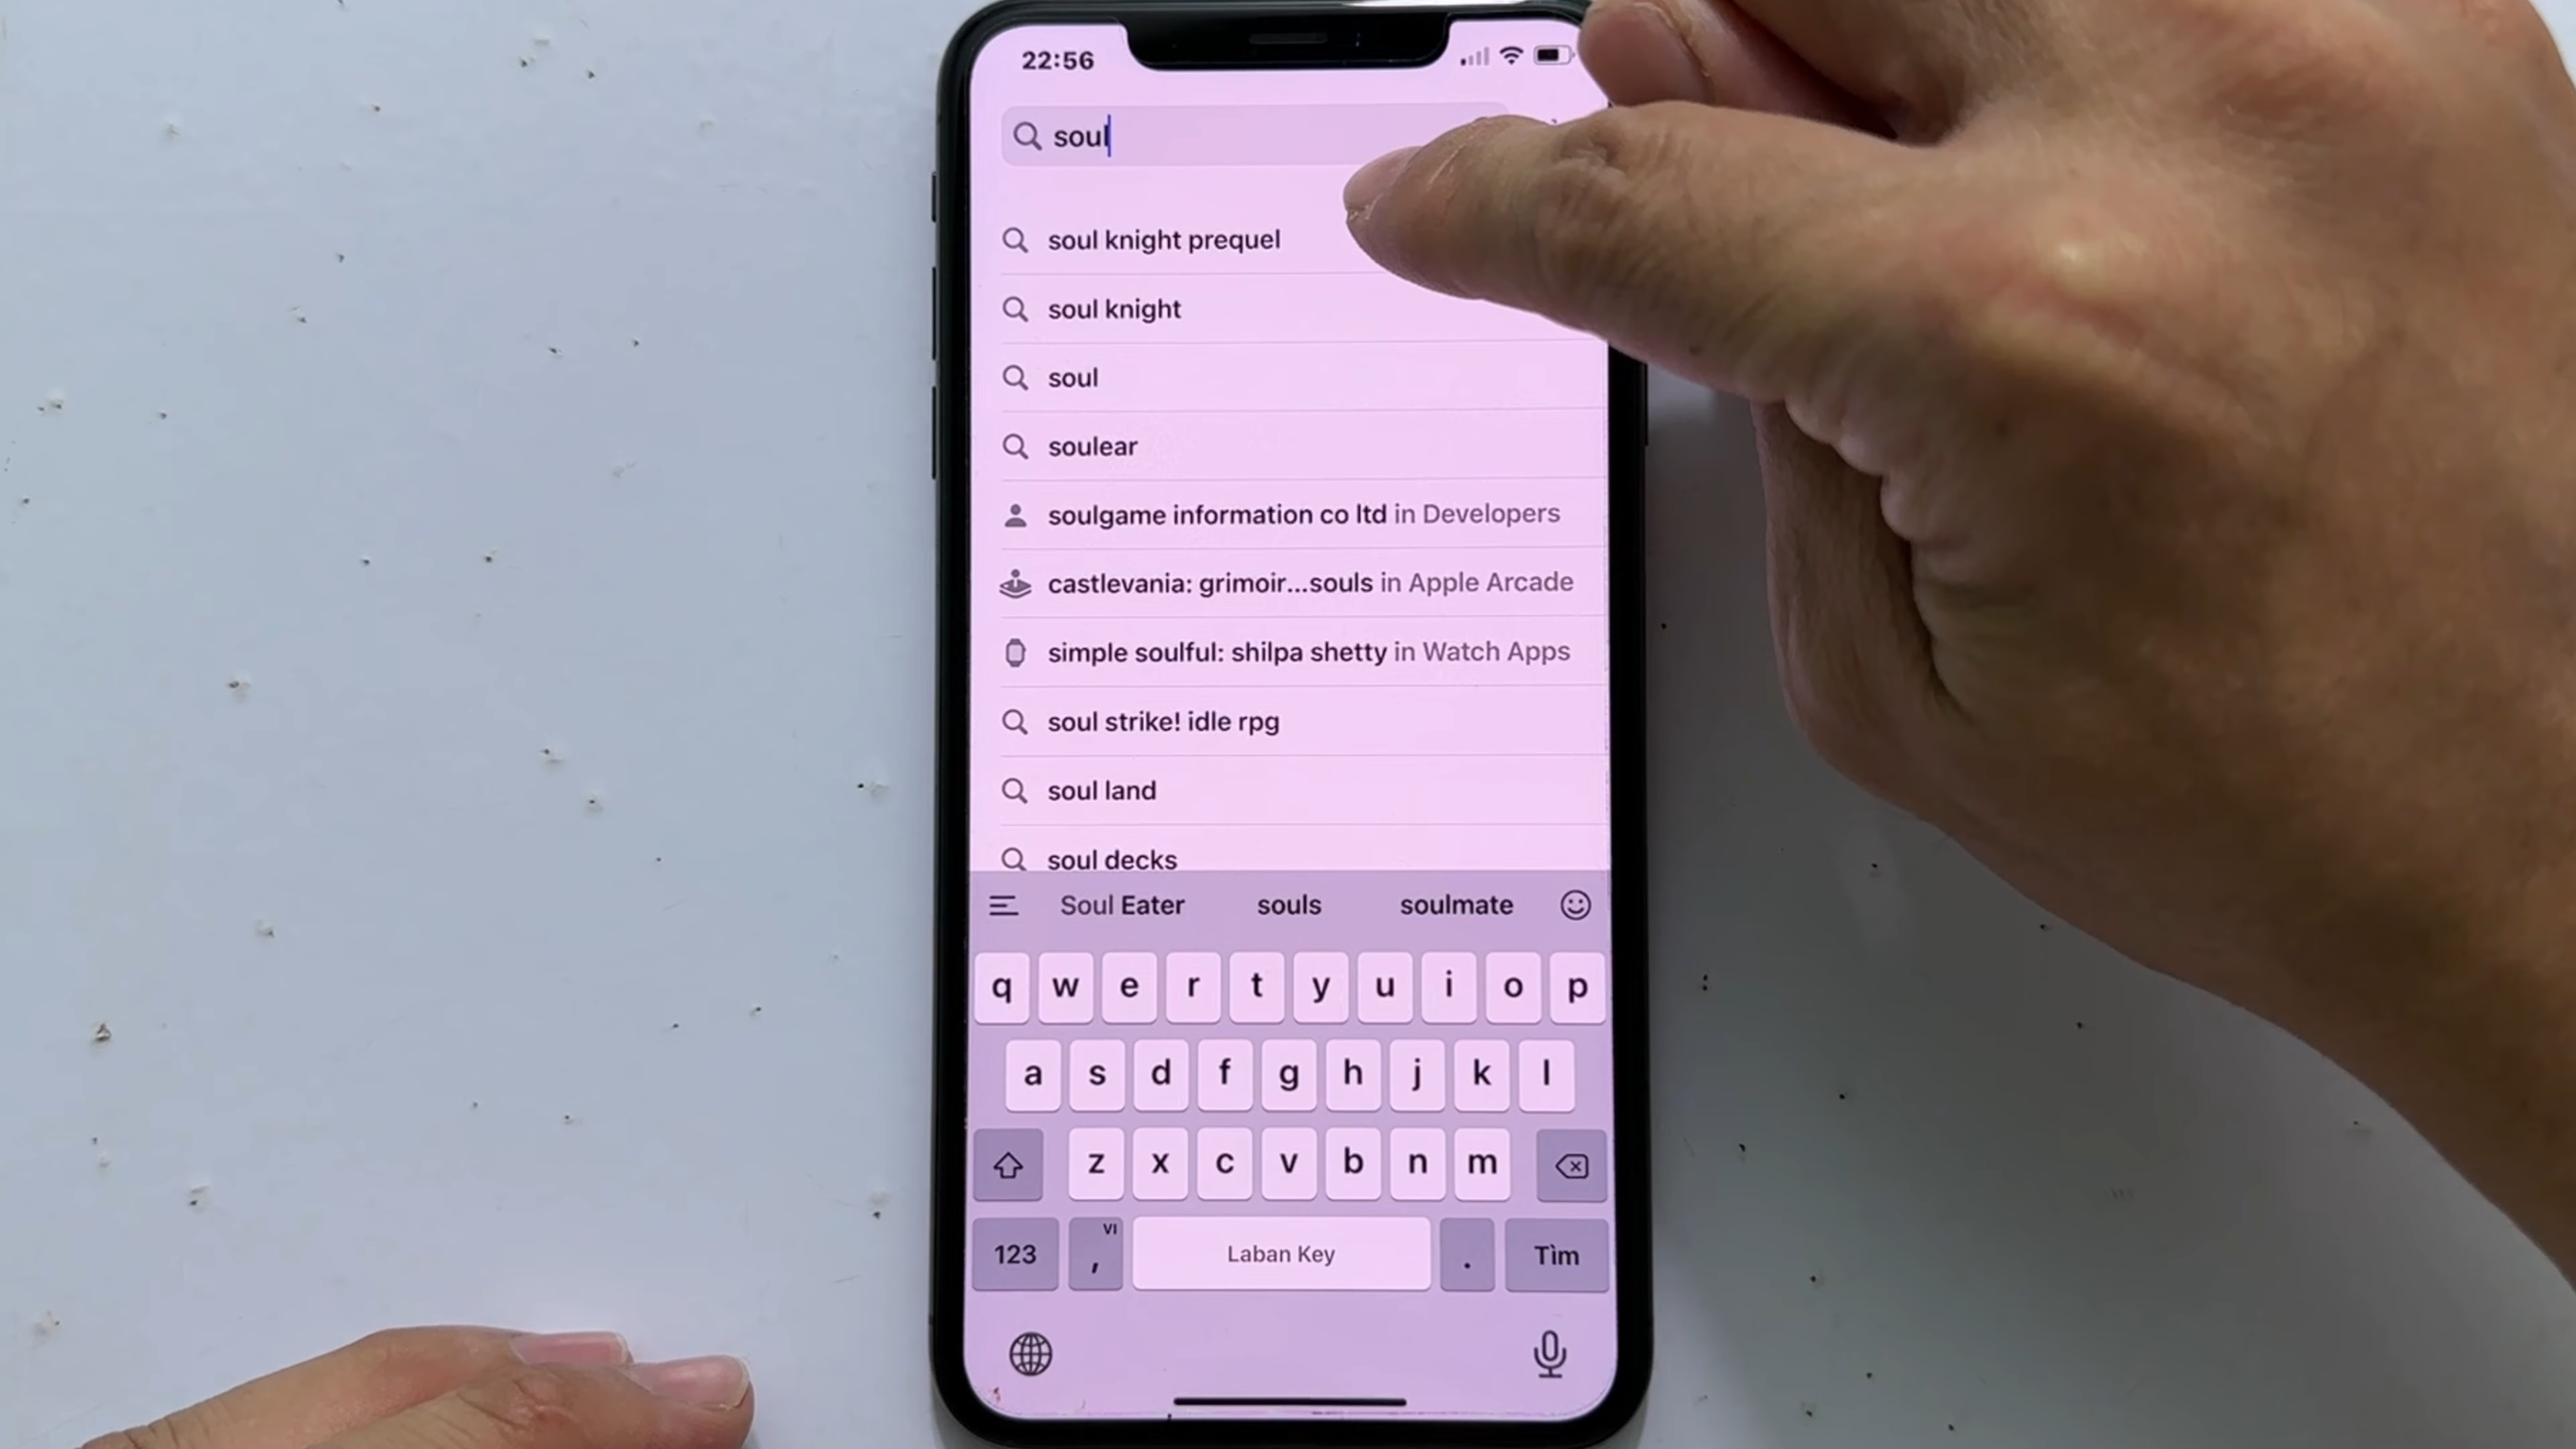 22:56
soul
soul knight prequel
soul knight
soul
soulear
soulgame information co ltd in Developers
castlevania: grimoir...souls in Apple Arcade
simple soulful: shilpa shetty in Watch Apps
soul strike! idle rpg
soul land
soul decks
Soul Eater souls soulmate
q w e r t y u i o p
a s d f g h j k l
z x c v b n m
123 , VI Laban Key . Tìm